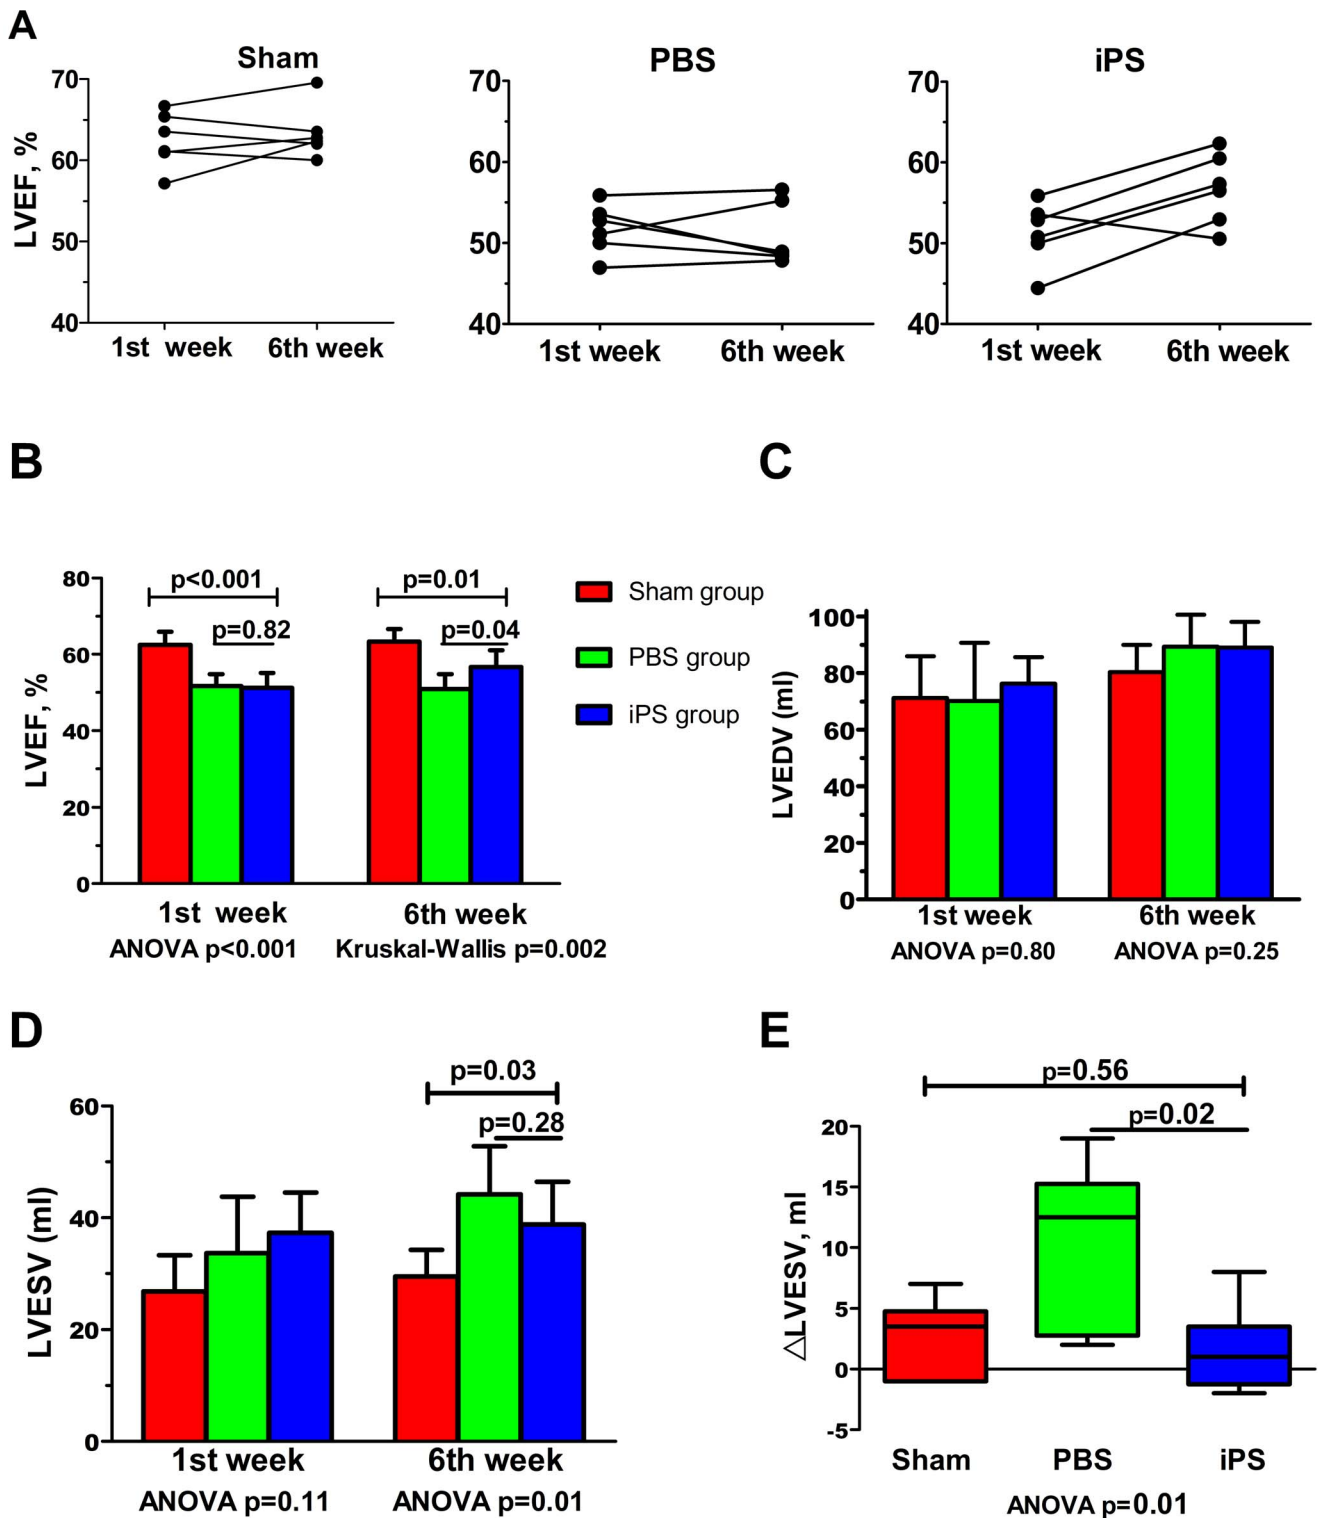 A
Sham
PBS
iPS
LVEF, %
70
60
50
40
1st week
6th week
70
60
50
40
1st week
6th week
70
60
50
40
1st week
6th week
B
LVEF, %
80
60
40
20
0
p<0.001
p=0.82
p=0.01
p=0.04
1st week
6th week
ANOVA p<0.001
Kruskal-Wallis p=0.002
Sham group
PBS group
iPS group
C
LVEDV (ml)
100
80
60
40
20
0
1st week
6th week
ANOVA p=0.80
ANOVA p=0.25
D
LVESV (ml)
60
40
20
0
p=0.03
p=0.28
1st week
6th week
ANOVA p=0.11
ANOVA p=0.01
E
△LVESV, ml
20
15
10
5
0
-5
p=0.56
p=0.02
Sham
PBS
iPS
ANOVA p=0.01